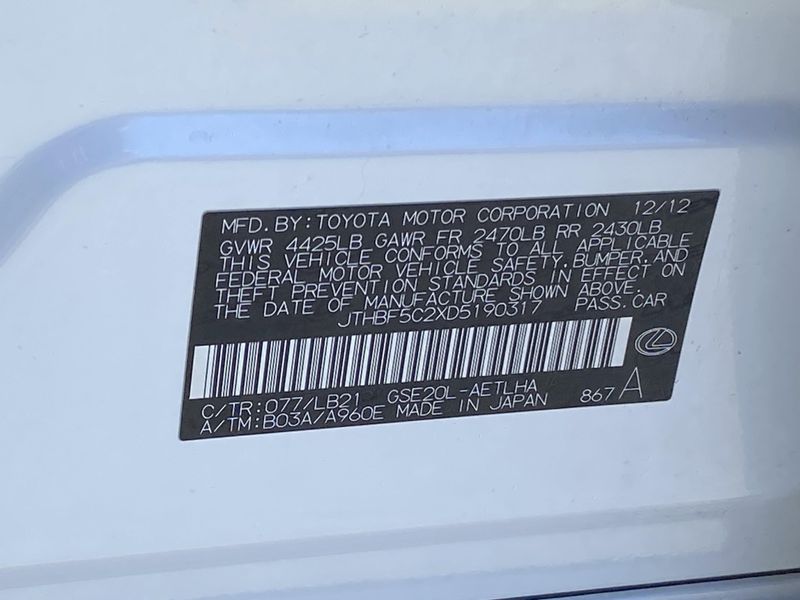 MFD. BY: TOYOTA MOTOR CORPORATION 12/12
GVWR 4425LB GAWR FR 2470LB RR 2430LB
THIS VEHICLE CONFORMS TO ALL APPLICABLE
FEDERAL MOTOR VEHICLE SAFETY, BUMPER, AND
THEFT PREVENTION STANDARDS IN EFFECT ON
THE DATE OF MANUFACTURE SHOWN ABOVE.
JTHBF5C2XD5190317 PASS. CAR
C/TR: 077/LB21 GSE20L-AETLHA
A/TM: B03A/A960E MADE IN JAPAN 867 A